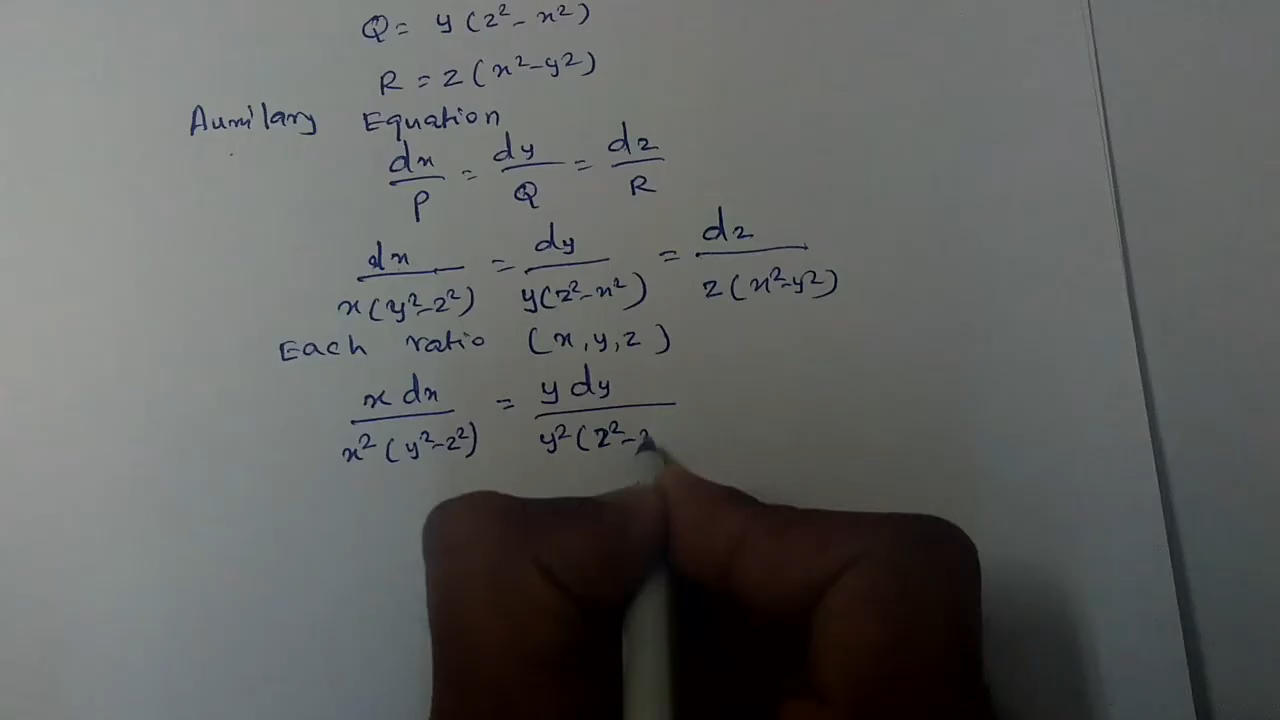 Q = y(z² - x²)
R = z(x² - y²)
Auxilary Equation
dx/P = dy/Q = dz/R
dx/x(y² - z²) = dy/y(z² - x²) = dz/z(x² - y²)
Each ratio (x, y, z)
x dx/x²(y² - z²) = y dy/y²(z² -